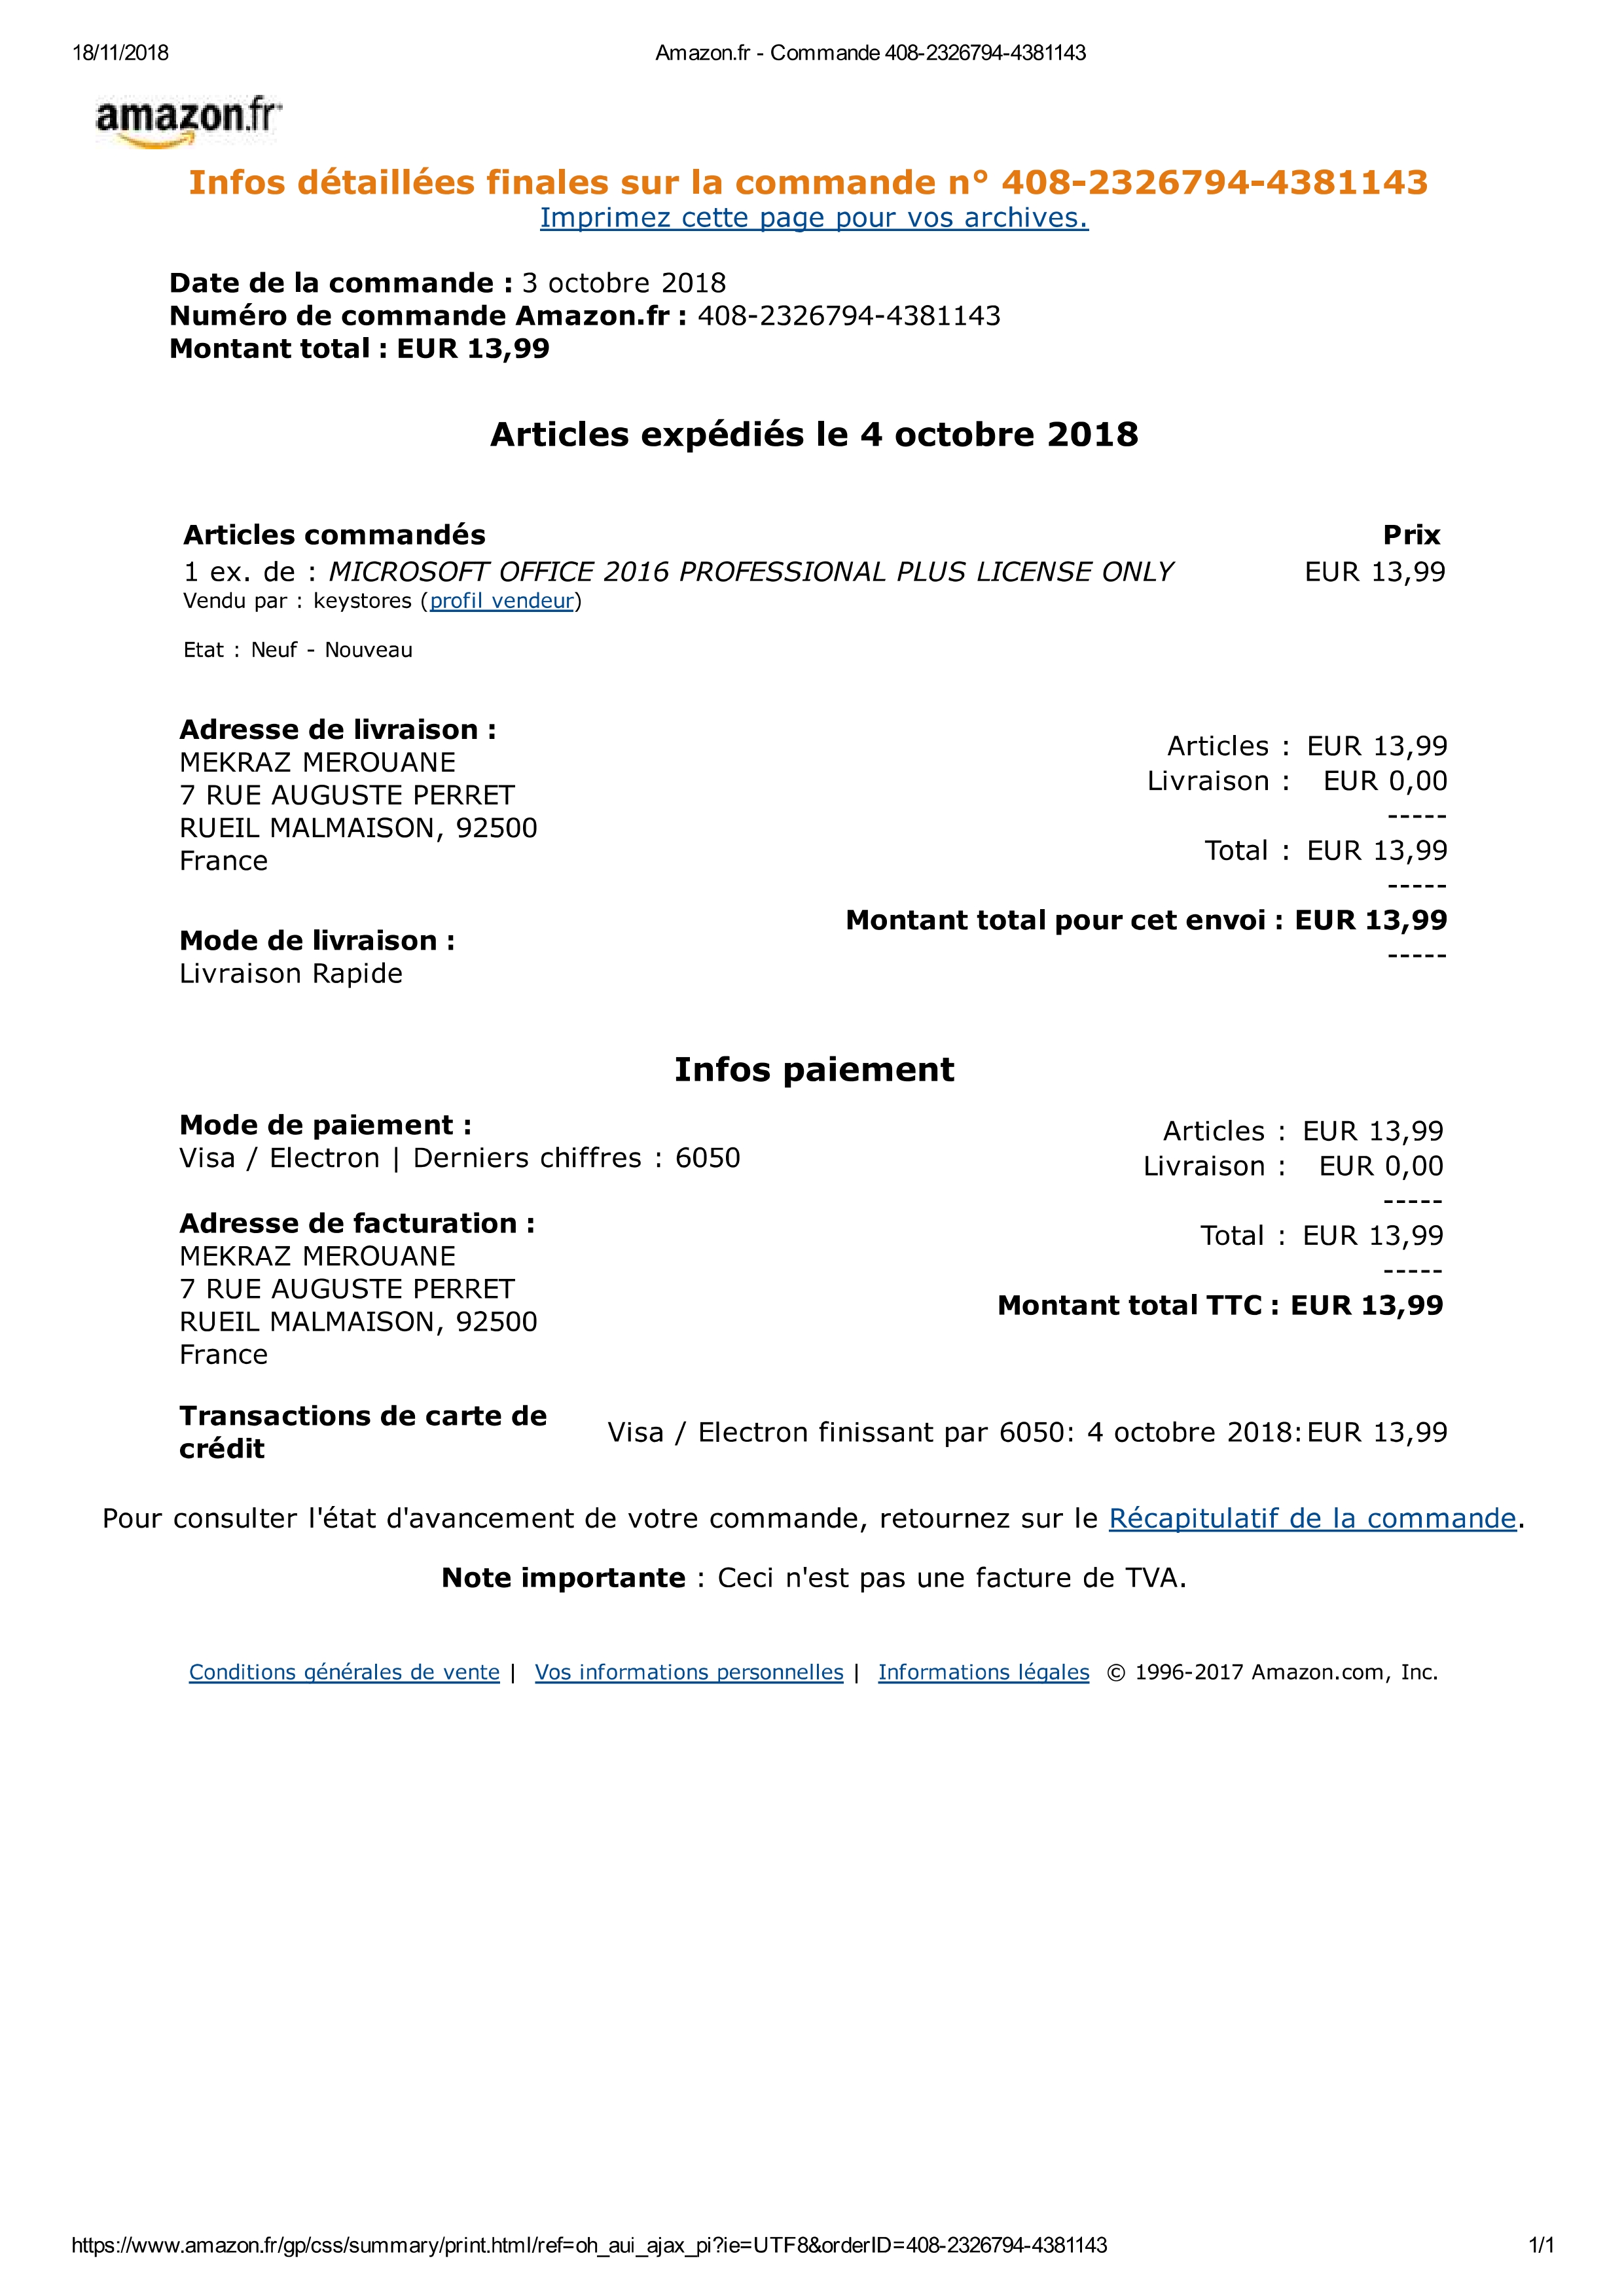 18/11/2018 Amazon.fr - Commande 408-2326794-4381143
amazon.fr
Infos détaillées finales sur la commande n° 408-2326794-4381143
Imprimez cette page pour vos archives.
Date de la commande : 3 octobre 2018
Numéro de commande Amazon.fr : 408-2326794-4381143
Montant total : EUR 13,99
Articles expédiés le 4 octobre 2018
Articles commandés Prix
1 ex. de : MICROSOFT OFFICE 2016 PROFESSIONAL PLUS LICENSE ONLY EUR 13,99
Vendu par : keystores (profil vendeur)
Etat : Neuf - Nouveau
Adresse de livraison :
MEKRAZ MEROUANE
7 RUE AUGUSTE PERRET
RUEIL MALMAISON, 92500
France
Mode de livraison :
Livraison Rapide
Articles : EUR 13,99
Livraison : EUR 0,00
-----
Total : EUR 13,99
-----
Montant total pour cet envoi : EUR 13,99
-----
Infos paiement
Mode de paiement :
Visa / Electron | Derniers chiffres : 6050
Adresse de facturation :
MEKRAZ MEROUANE
7 RUE AUGUSTE PERRET
RUEIL MALMAISON, 92500
France
Articles : EUR 13,99
Livraison : EUR 0,00
-----
Total : EUR 13,99
-----
Montant total TTC : EUR 13,99
Transactions de carte de
crédit
Visa / Electron finissant par 6050: 4 octobre 2018: EUR 13,99
Pour consulter l'état d'avancement de votre commande, retournez sur le Récapitulatif de la commande.
Note importante : Ceci n'est pas une facture de TVA.
Conditions générales de vente | Vos informations personnelles | Informations légales © 1996-2017 Amazon.com, Inc.
https://www.amazon.fr/gp/css/summary/print.html/ref=oh_aui_ajax_pi?ie=UTF8&orderID=408-2326794-4381143 1/1